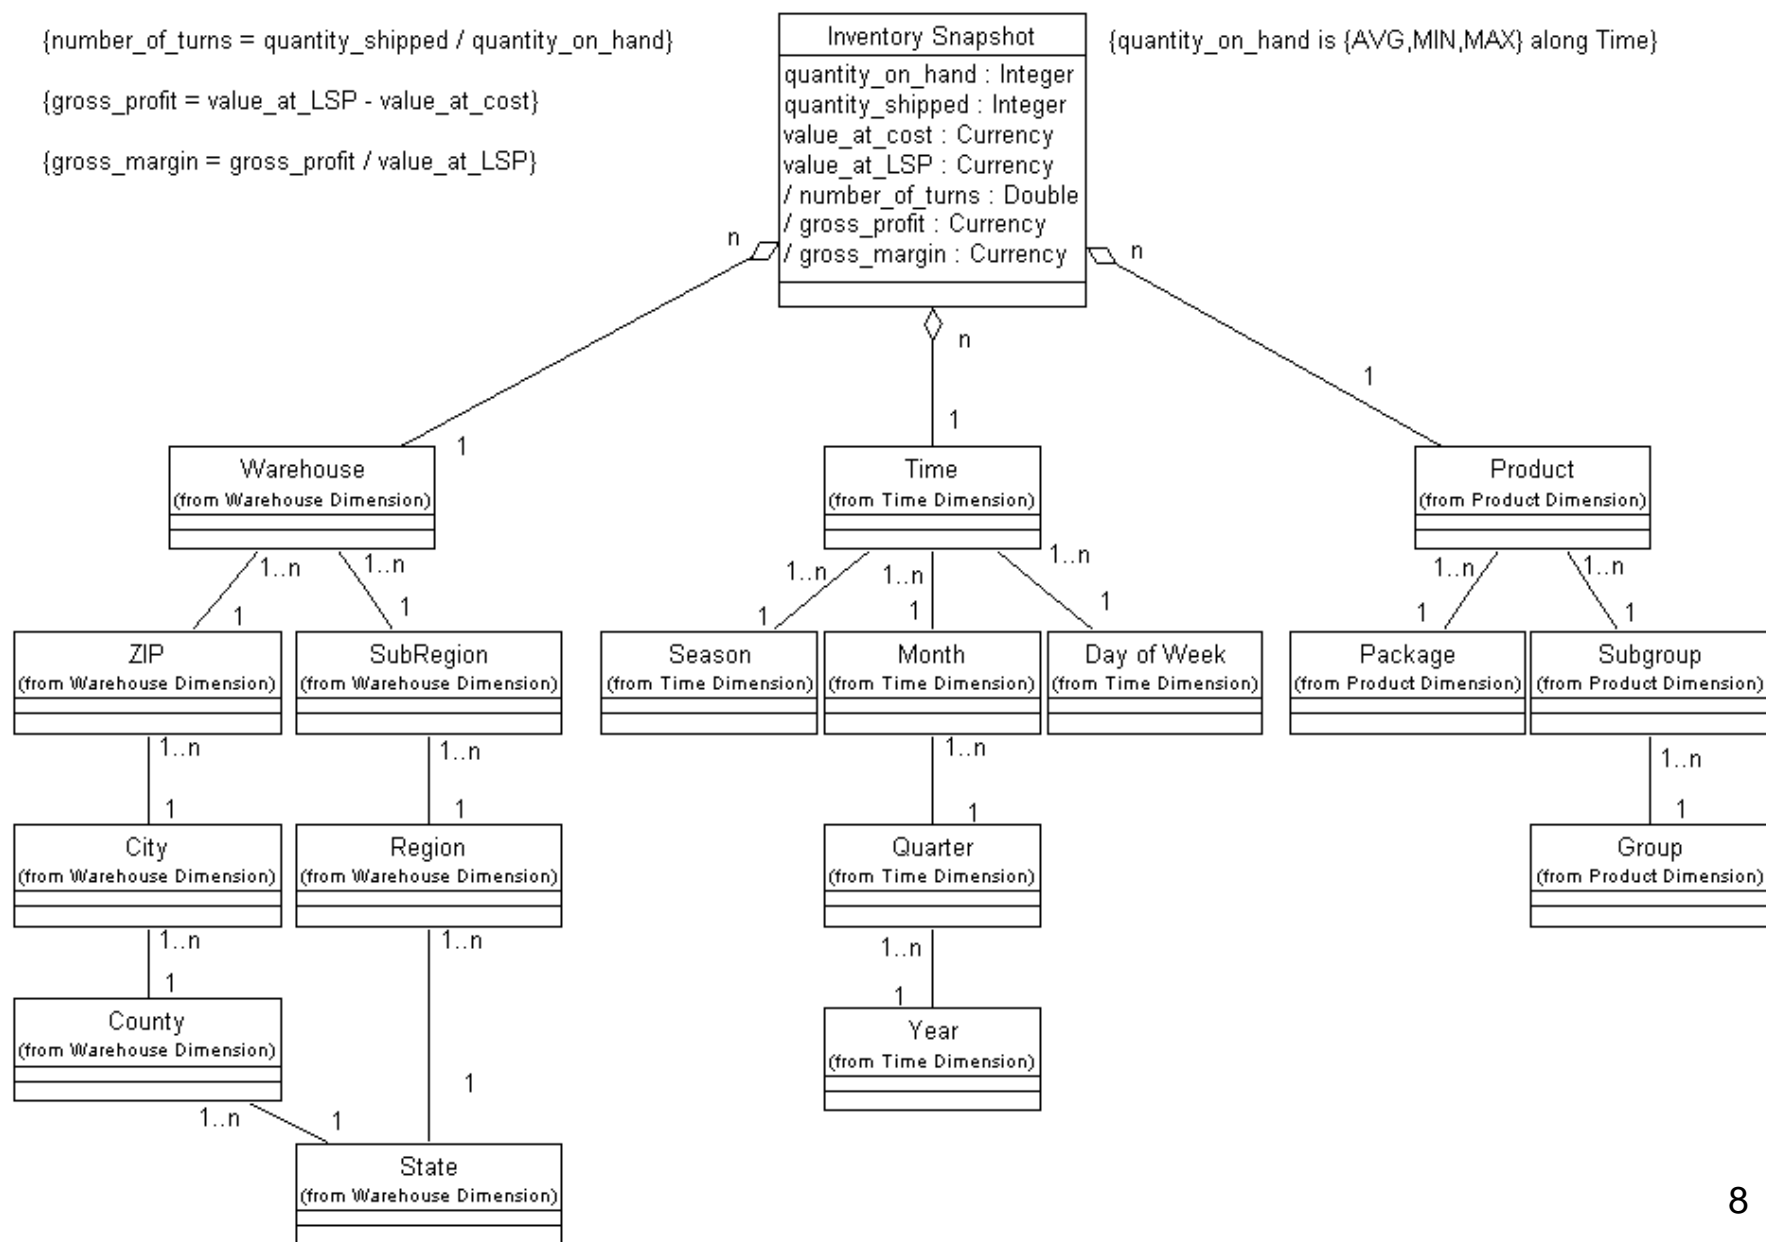 {number_of_turns = quantity_shipped / quantity_on_hand}
{gross_profit = value_at_LSP - value_at_cost}
{gross_margin = gross_profit / value_at_LSP}
Inventory Snapshot
quantity_on_hand : Integer
quantity_shipped : Integer
value_at_cost : Currency
value_at_LSP : Currency
/ number_of_turns : Double
/ gross_profit : Currency
/ gross_margin : Currency
{quantity_on_hand is {AVG,MIN,MAX} along Time}
n
n
n
1
1
1
Warehouse
(from Warehouse Dimension)
Time
(from Time Dimension)
Product
(from Product Dimension)
1..n
1..n
1..n
1..n
1..n
1..n
1..n
1
1
1
1
1
1
1
ZIP
(from Warehouse Dimension)
SubRegion
(from Warehouse Dimension)
Season
(from Time Dimension)
Month
(from Time Dimension)
Day of Week
(from Time Dimension)
Package
(from Product Dimension)
Subgroup
(from Product Dimension)
1..n
1..n
1..n
1..n
1
1
1
1
City
(from Warehouse Dimension)
Region
(from Warehouse Dimension)
Quarter
(from Time Dimension)
Group
(from Product Dimension)
1..n
1..n
1..n
1
1
County
(from Warehouse Dimension)
Year
(from Time Dimension)
1
1..n
1
State
(from Warehouse Dimension)
8